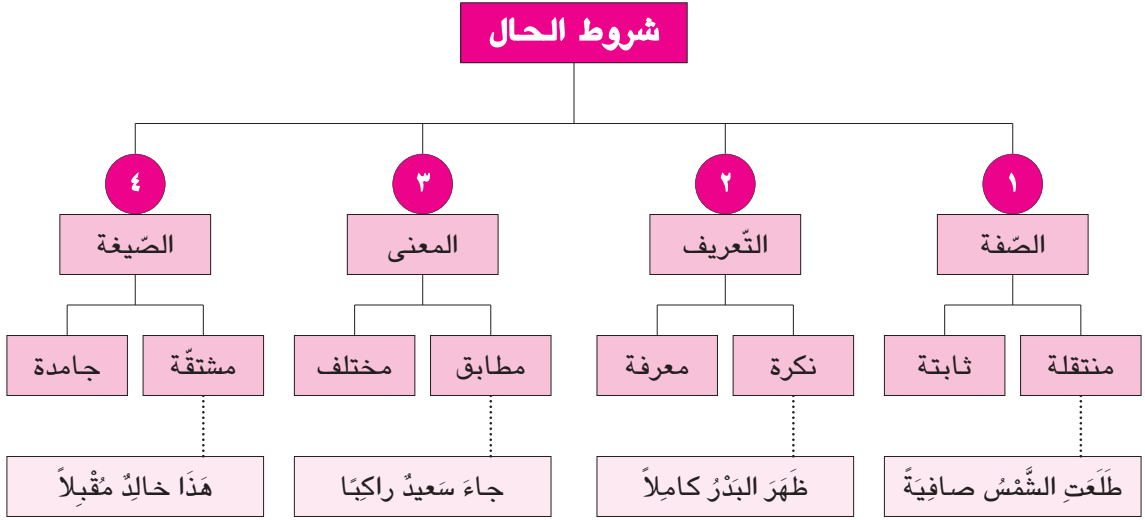 شروط الحال
١
٢
٣
٤
الصّفة
التّعريف
المعنى
الصّيغة
منتقلة
ثابتة
نكرة
معرفة
مطابق
مختلف
مشتقّة
جامدة
طَلَعَتِ الشَّمْسُ صافِيَةً
ظَهَرَ البَدْرُ كامِلاً
جاءَ سَعيدٌ راكِبًا
هَذَا خالِدٌ مُقْبِلاً